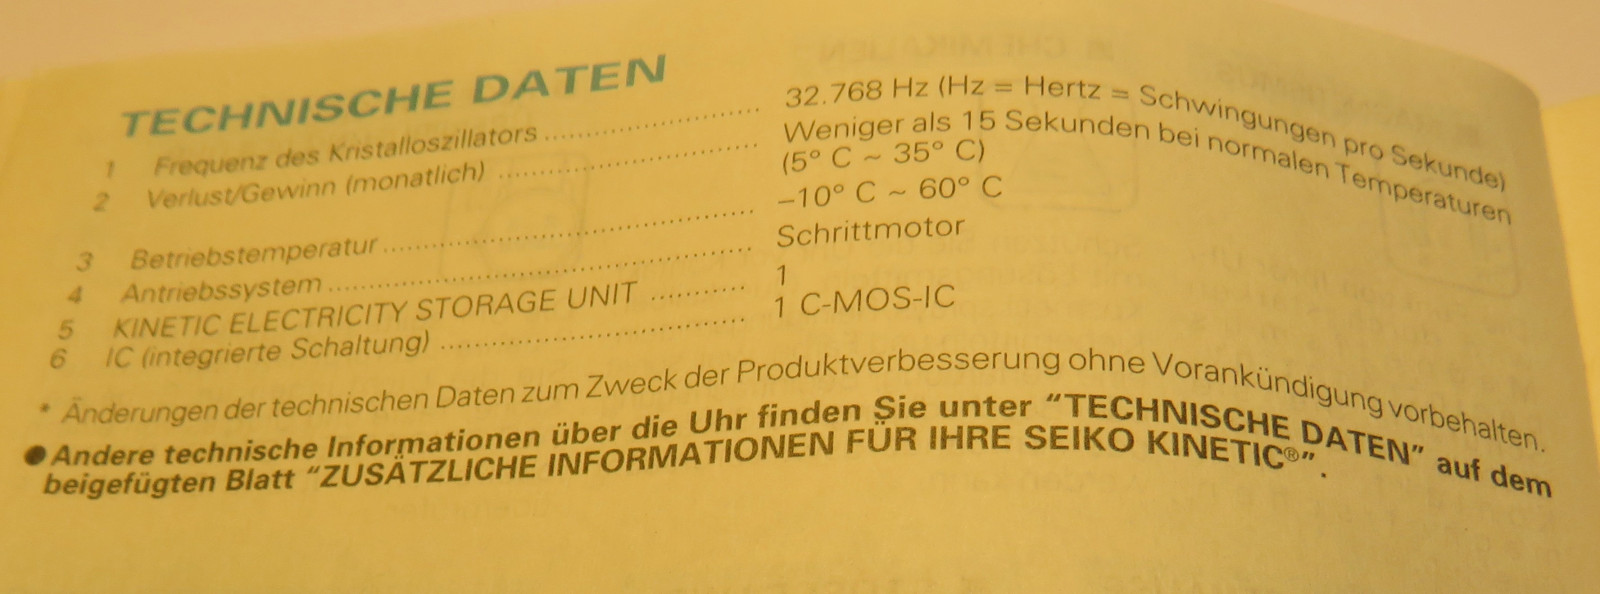 TECHNISCHE DATEN
1 Frequenz des Kristalloszillators .................... 32.768 Hz (Hz = Hertz = Schwingungen pro Sekunde)
2 Verlust/Gewinn (monatlich) .................... Weniger als 15 Sekunden bei normalen Temperaturen
(5° C ~ 35° C)
3 Betriebstemperatur .................... –10° C ~ 60° C
4 Antriebssystem .................... Schrittmotor
5 KINETIC ELECTRICITY STORAGE UNIT ........... 1
6 IC (integrierte Schaltung) .................... 1 C-MOS-IC
* Änderungen der technischen Daten zum Zweck der Produktverbesserung ohne Vorankündigung vorbehalten.
● Andere technische Informationen über die Uhr finden Sie unter “TECHNISCHE DATEN” auf dem
beigefügten Blatt “ZUSÄTZLICHE INFORMATIONEN FÜR IHRE SEIKO KINETIC®”.